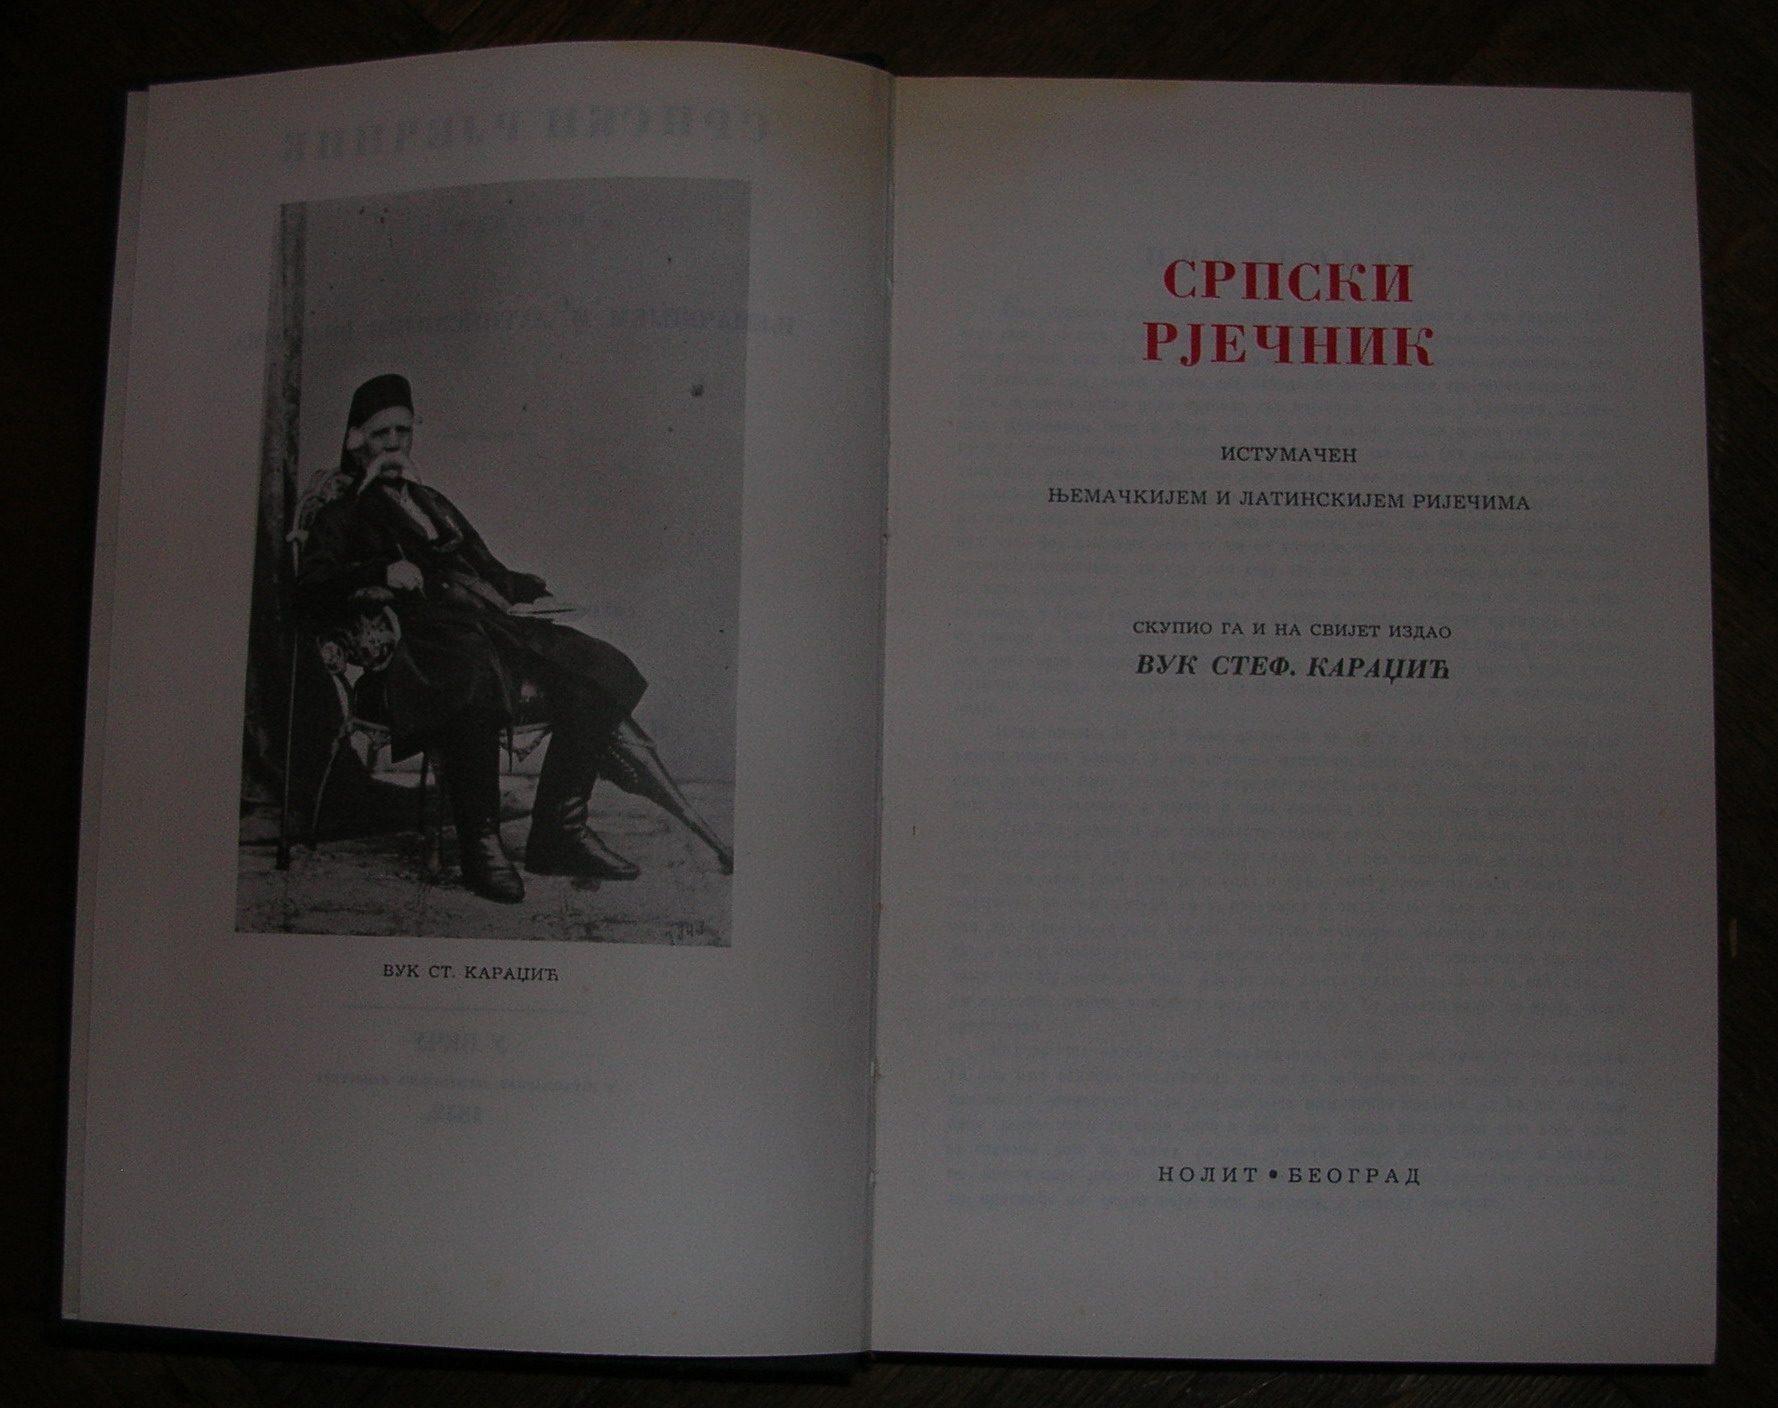 ВУК СТ. КАРАЏИЋ
СРПСКИ
РЈЕЧНИК
ИСТУМАЧЕН
ЊЕМАЧКИЈЕМ И ЛАТИНСКИЈЕМ РИЈЕЧИМА
СКУПИО ГА И НА СВИЈЕТ ИЗДАО
ВУК СТЕФ. КАРАЏИЋ
НОЛИТ • БЕОГРАД